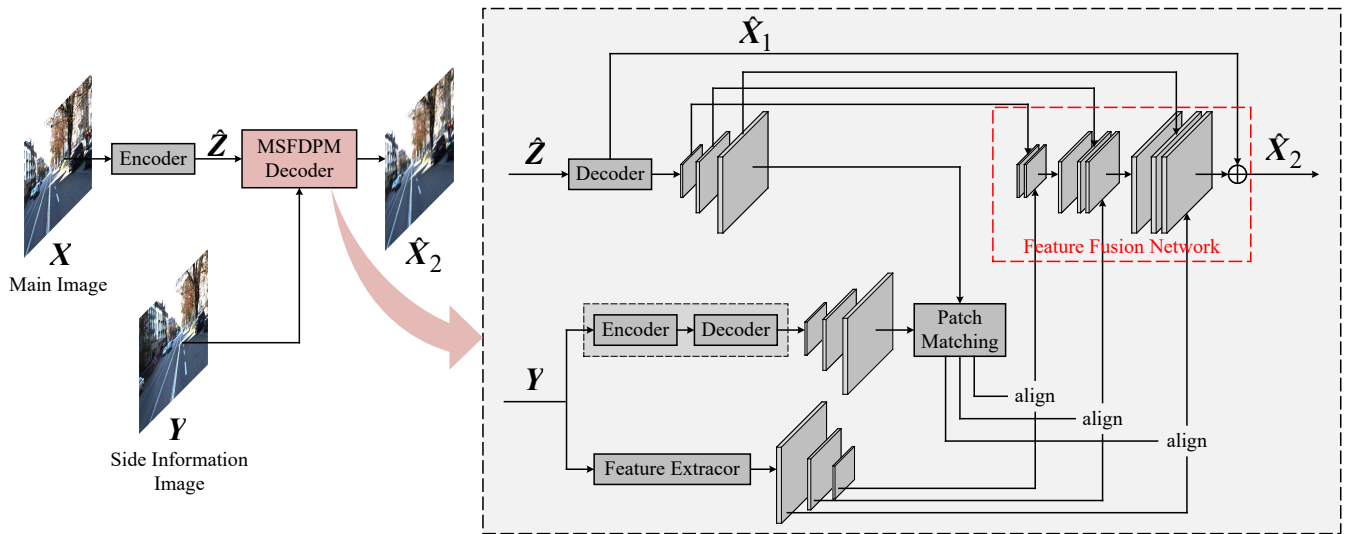 X
Main Image
Encoder
Ẑ
MSFDPM
Decoder
X̂₂
Y
Side Information
Image
X̂₁
Ẑ
Decoder
Feature Fusion Network
X̂₂
Encoder
Decoder
Patch
Matching
Y
align
align
align
Feature Extracor